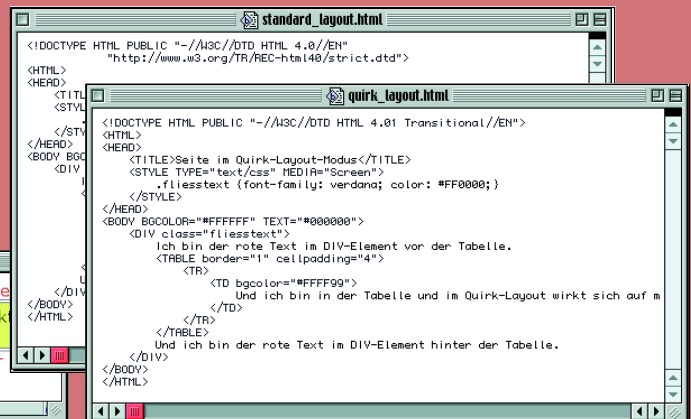 standard_layout.html
<!DOCTYPE HTML PUBLIC "-//W3C//DTD HTML 4.0//EN"
"http://www.w3.org/TR/REC-html40/strict.dtd">
<HTML>
<HEAD>
<TITL
<STYL
.
</STY
</HEAD>
<BODY BGC
<DIV
I
<
U
</DIV
</BODY>
</HTML>
quirk_layout.html
<!DOCTYPE HTML PUBLIC "-//W3C//DTD HTML 4.01 Transitional//EN">
<HTML>
<HEAD>
<TITLE>Seite im Quirk-Layout-Modus</TITLE>
<STYLE TYPE="text/css" MEDIA="Screen">
.fliesstext {font-family: verdana; color: #FF0000;}
</STYLE>
</HEAD>
<BODY BGCOLOR="#FFFFFF" TEXT="#000000">
<DIV class="fliesstext">
Ich bin der rote Text im DIV-Element vor der Tabelle.
<TABLE border="1" cellpadding="4">
<TR>
<TD bgcolor="#FFFF99">
Und ich bin in der Tabelle und im Quirk-Layout wirkt sich auf m
</TD>
</TR>
</TABLE>
Und ich bin der rote Text im DIV-Element hinter der Tabelle.
</DIV>
</BODY>
</HTML>